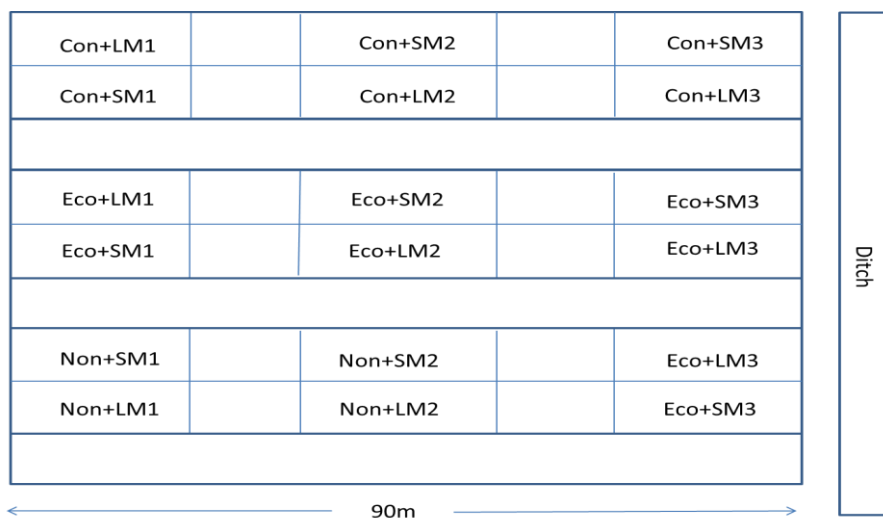 Con+LM1 Con+SM2 Con+SM3
Con+SM1 Con+LM2 Con+LM3
Eco+LM1 Eco+SM2 Eco+SM3
Eco+SM1 Eco+LM2 Eco+LM3
Ditch
Non+SM1 Non+SM2 Eco+LM3
Non+LM1 Non+LM2 Eco+SM3
90m